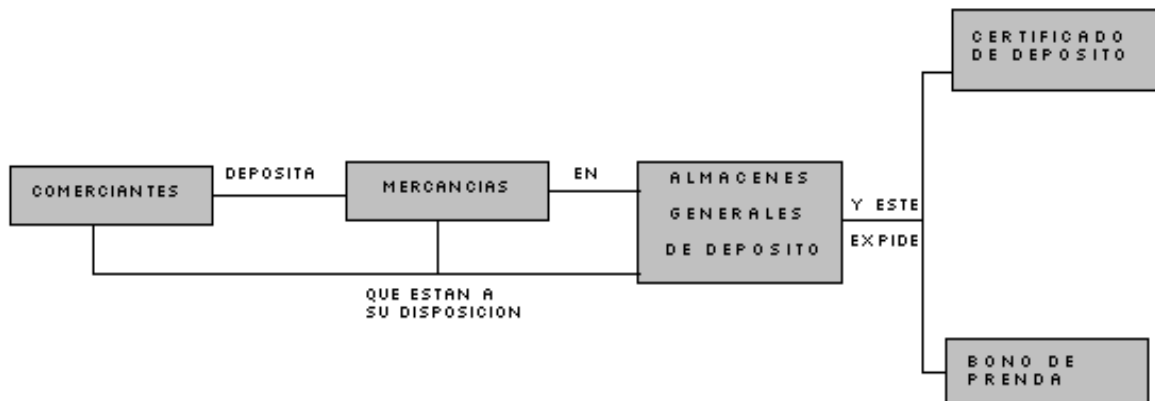 CERTIFICADO
DE DEPOSITO
COMERCIANTES
DEPOSITA
MERCANCIAS
EN
ALMACENES
GENERALES
DE DEPOSITO
Y ESTE
EXPIDE
QUE ESTAN A
SU DISPOSICION
BONO DE
PRENDA